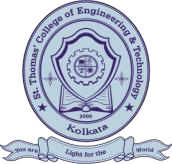 St. Thomas' College of Engineering & Technology
2000
Kolkata
You are Light for the World